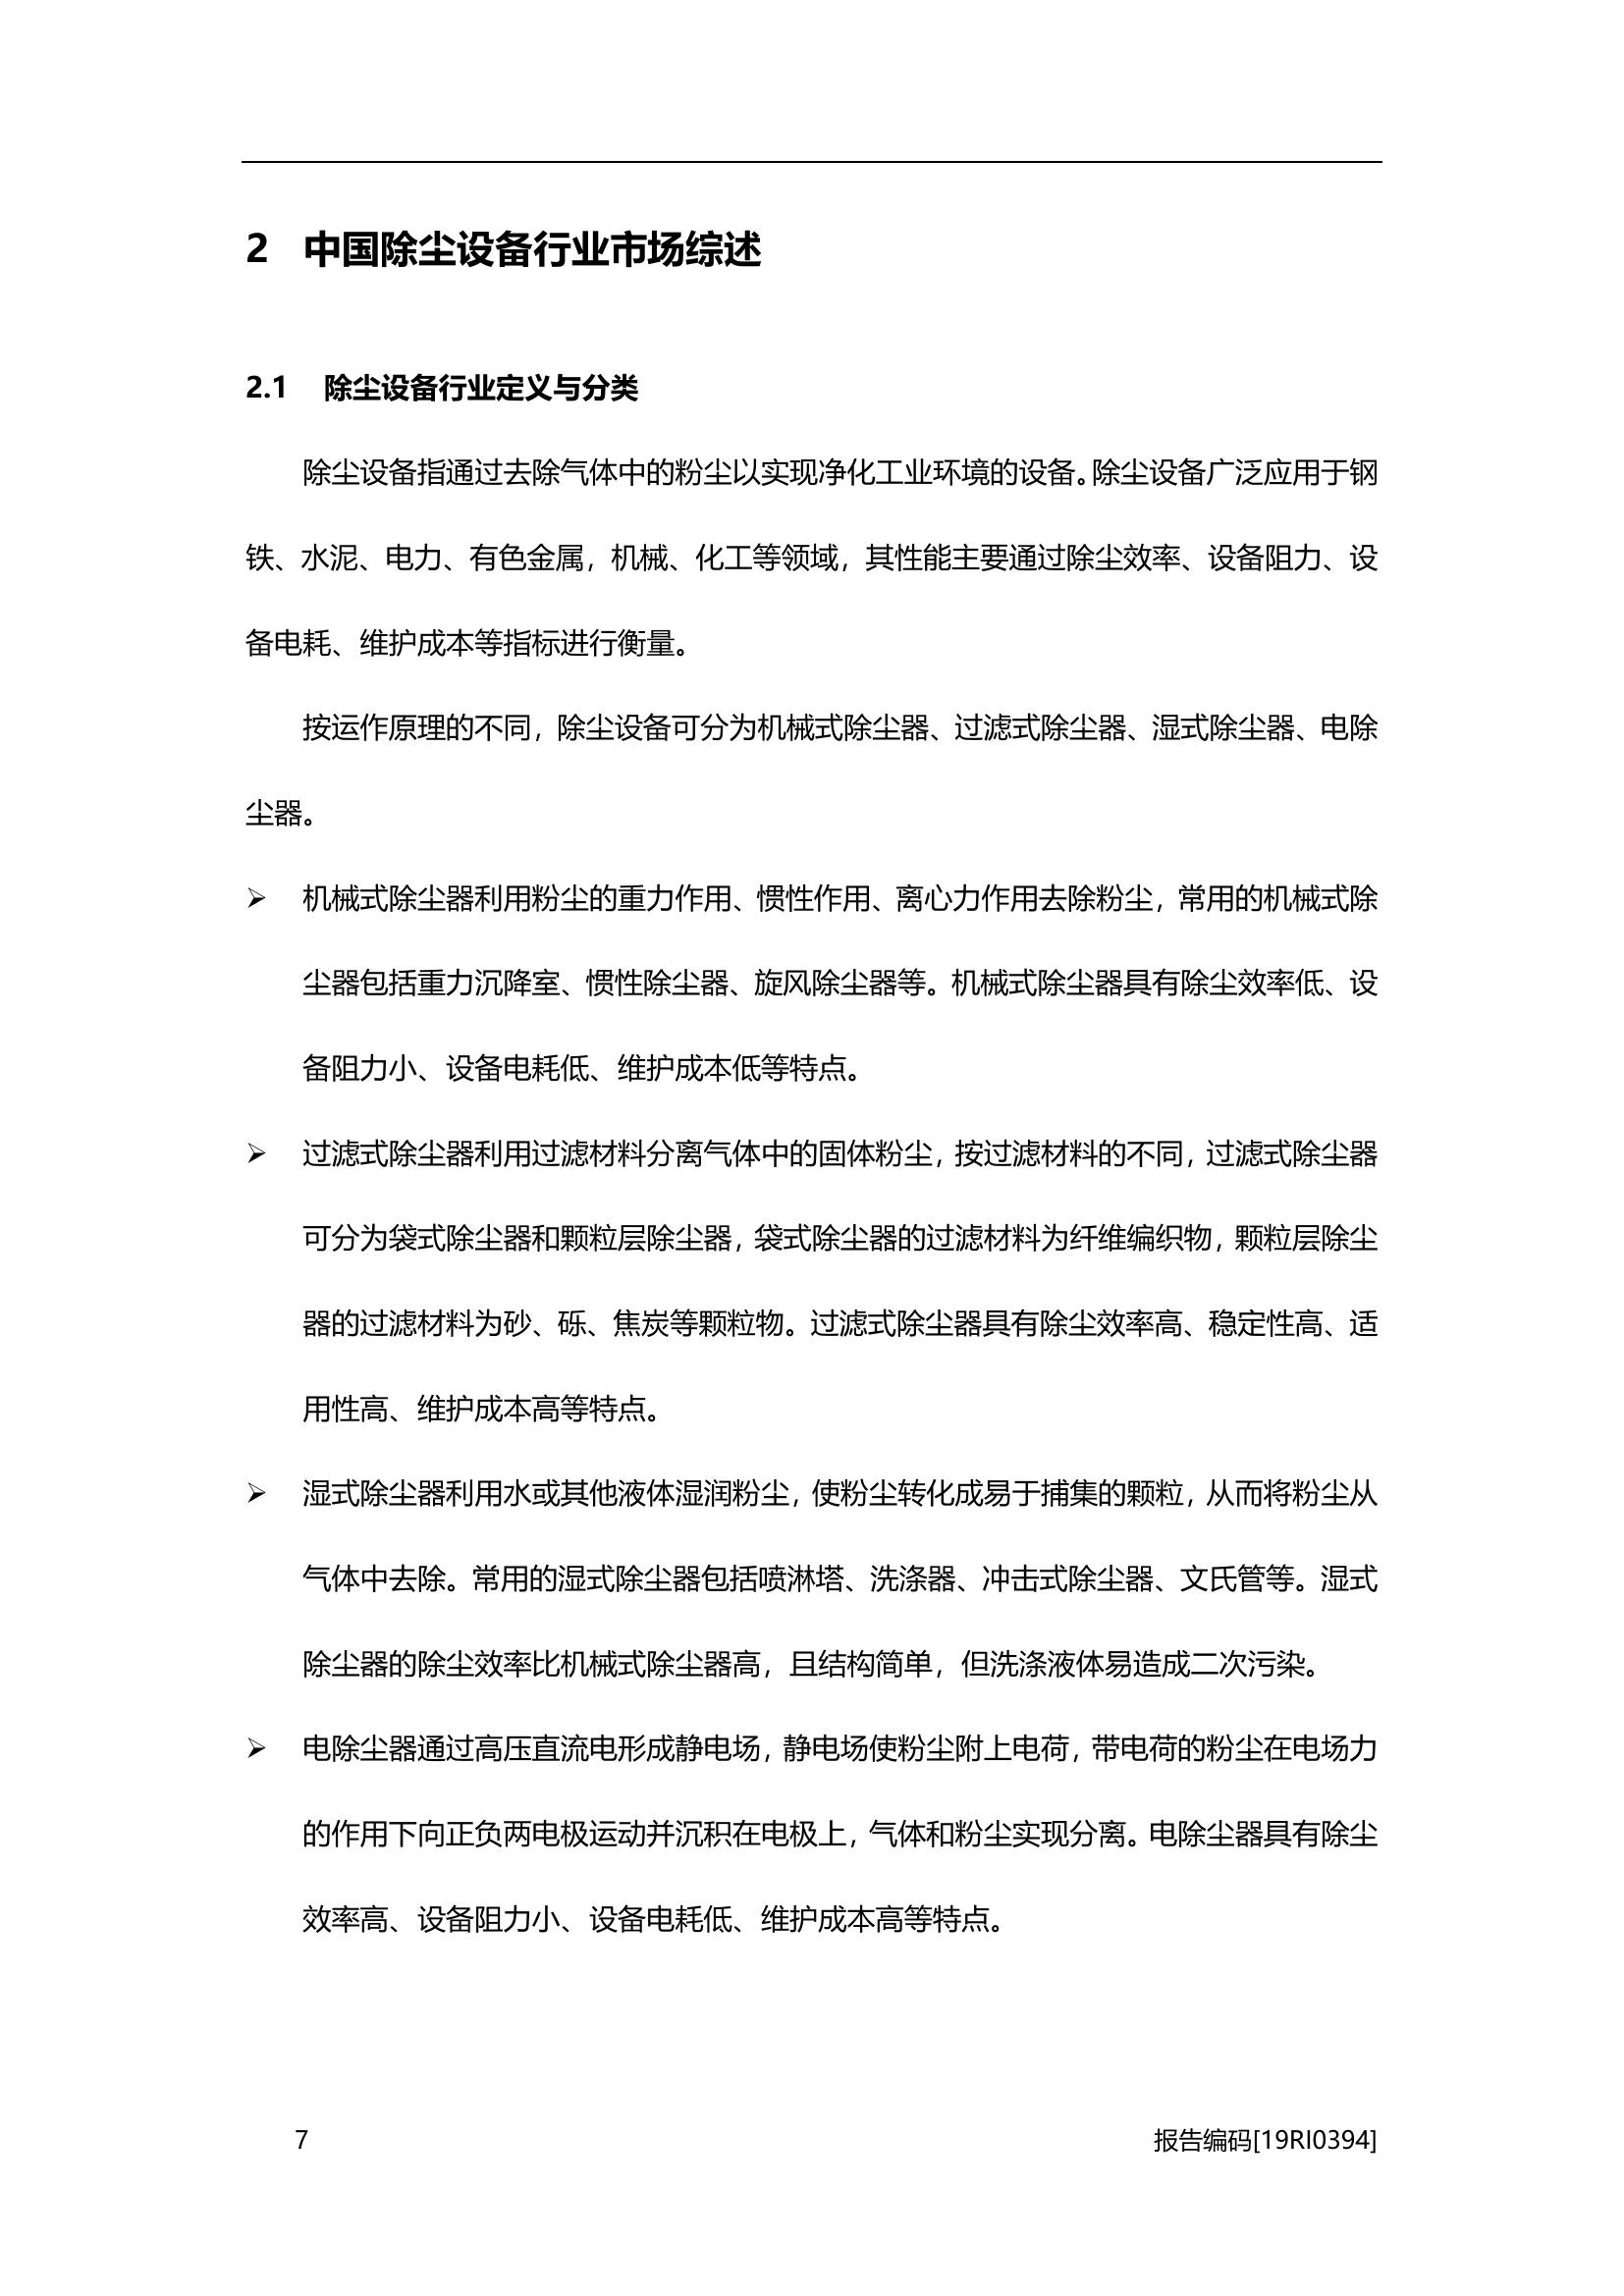 2 中国除尘设备行业市场综述
2.1 除尘设备行业定义与分类
除尘设备指通过去除气体中的粉尘以实现净化工业环境的设备。除尘设备广泛应用于钢
铁、水泥、电力、有色金属，机械、化工等领域，其性能主要通过除尘效率、设备阻力、设
备电耗、维护成本等指标进行衡量。
按运作原理的不同，除尘设备可分为机械式除尘器、过滤式除尘器、湿式除尘器、电除
尘器。
➢ 机械式除尘器利用粉尘的重力作用、惯性作用、离心力作用去除粉尘，常用的机械式除
尘器包括重力沉降室、惯性除尘器、旋风除尘器等。机械式除尘器具有除尘效率低、设
备阻力小、设备电耗低、维护成本低等特点。
➢ 过滤式除尘器利用过滤材料分离气体中的固体粉尘，按过滤材料的不同，过滤式除尘器
可分为袋式除尘器和颗粒层除尘器，袋式除尘器的过滤材料为纤维编织物，颗粒层除尘
器的过滤材料为砂、砾、焦炭等颗粒物。过滤式除尘器具有除尘效率高、稳定性高、适
用性高、维护成本高等特点。
➢ 湿式除尘器利用水或其他液体湿润粉尘，使粉尘转化成易于捕集的颗粒，从而将粉尘从
气体中去除。常用的湿式除尘器包括喷淋塔、洗涤器、冲击式除尘器、文氏管等。湿式
除尘器的除尘效率比机械式除尘器高，且结构简单，但洗涤液体易造成二次污染。
➢ 电除尘器通过高压直流电形成静电场，静电场使粉尘附上电荷，带电荷的粉尘在电场力
的作用下向正负两电极运动并沉积在电极上，气体和粉尘实现分离。电除尘器具有除尘
效率高、设备阻力小、设备电耗低、维护成本高等特点。
7 报告编码[19RI0394]